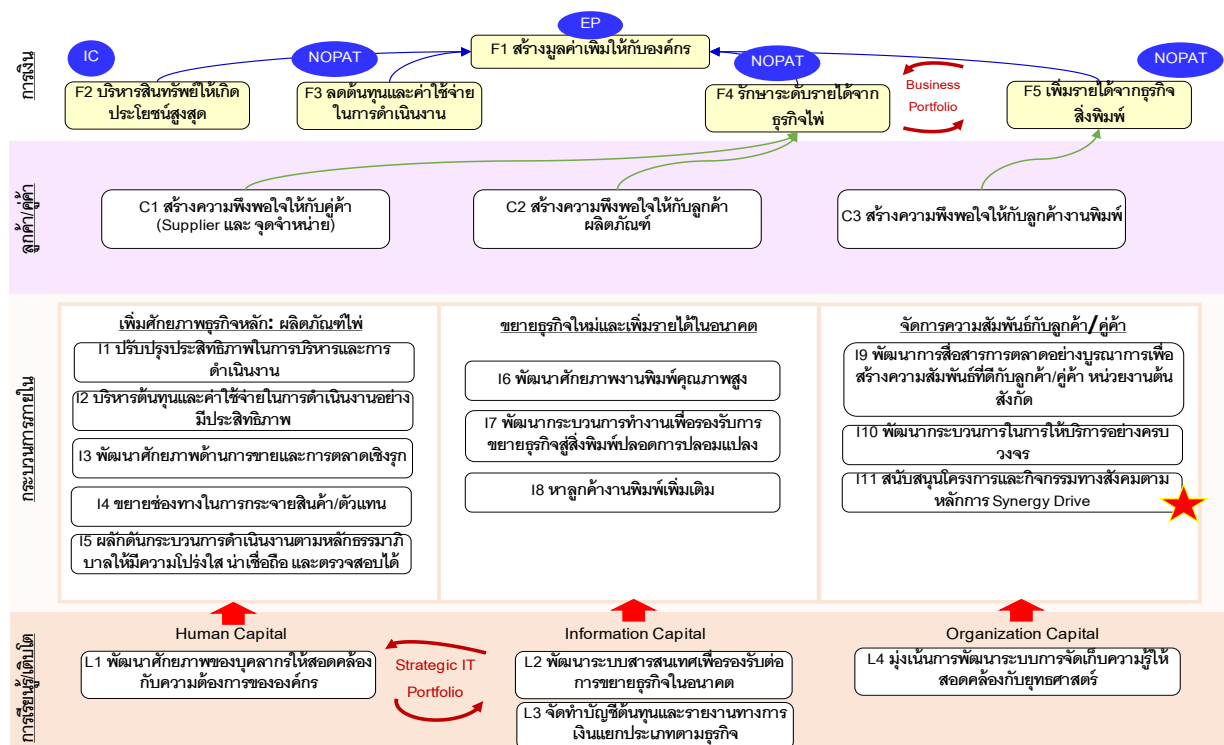 การเงิน
EP
F1 สร้างมูลค่าเพิ่มให้กับองค์กร
IC
NOPAT
NOPAT
NOPAT
F2 บริหารสินทรัพย์ให้เกิด
ประโยชน์สูงสุด
F3 ลดต้นทุนและค่าใช้จ่าย
ในการดำเนินงาน
F4 รักษาระดับรายได้จาก
ธุรกิจไพ่
Business
Portfolio
F5 เพิ่มรายได้จากธุรกิจ
สิ่งพิมพ์
ลูกค้า/คู่ค้า
C1 สร้างความพึงพอใจให้กับคู่ค้า
(Supplier และ จุดจำหน่าย)
C2 สร้างความพึงพอใจให้กับลูกค้า
ผลิตภัณฑ์
C3 สร้างความพึงพอใจให้กับลูกค้างานพิมพ์
กระบวนการภายใน
เพิ่มศักยภาพธุรกิจหลัก: ผลิตภัณฑ์ไพ่
I1 ปรับปรุงประสิทธิภาพในการบริหารและการ
ดำเนินงาน
I2 บริหารต้นทุนและค่าใช้จ่ายในการดำเนินงานอย่าง
มีประสิทธิภาพ
I3 พัฒนาศักยภาพด้านการขายและการตลาดเชิงรุก
I4 ขยายช่องทางในการกระจายสินค้า/ตัวแทน
I5 ผลักดันกระบวนการดำเนินงานตามหลักธรรมาภิ
บาลให้มีความโปร่งใส น่าเชื่อถือ และตรวจสอบได้
ขยายธุรกิจใหม่และเพิ่มรายได้ในอนาคต
I6 พัฒนาศักยภาพงานพิมพ์คุณภาพสูง
I7 พัฒนากระบวนการทำงานเพื่อรองรับการ
ขยายธุรกิจสู่สิ่งพิมพ์ปลอดการปลอมแปลง
I8 หาลูกค้างานพิมพ์เพิ่มเติม
จัดการความสัมพันธ์กับลูกค้า/คู่ค้า
I9 พัฒนาการสื่อสารการตลาดอย่างบูรณาการเพื่อ
สร้างความสัมพันธ์ที่ดีกับลูกค้า/คู่ค้า หน่วยงานต้น
สังกัด
I10 พัฒนากระบวนการในการให้บริการอย่างครบ
วงจร
I11 สนับสนุนโครงการและกิจกรรมทางสังคมตาม
หลักการ Synergy Drive
การเรียนรู้/เติบโต
Human Capital
L1 พัฒนาศักยภาพของบุคลากรให้สอดคล้อง
กับความต้องการขององค์กร
Strategic IT
Portfolio
Information Capital
L2 พัฒนาระบบสารสนเทศเพื่อรองรับต่อ
การขยายธุรกิจในอนาคต
L3 จัดทำบัญชีต้นทุนและรายงานทางการ
เงินแยกประเภทตามธุรกิจ
Organization Capital
L4 มุ่งเน้นการพัฒนาระบบการจัดเก็บความรู้ให้
สอดคล้องกับยุทธศาสตร์